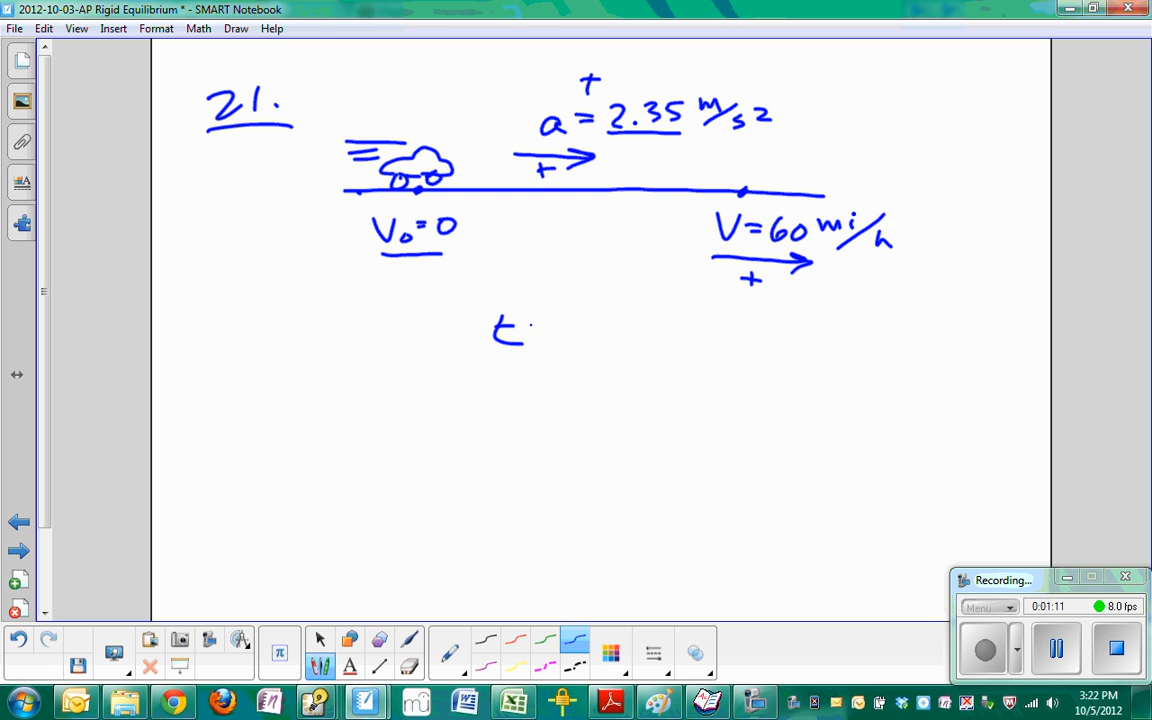 2012-10-03-AP Rigid Equilibrium * - SMART Notebook
File Edit View Insert Format Math Draw Help
21.
+
a = 2.35 m/s2
+
V₀ = 0
V = 60 mi/h
+
t
Recording...
Menu
0:01:11
8.0 fps
π
A
W
3:22 PM
10/5/2012